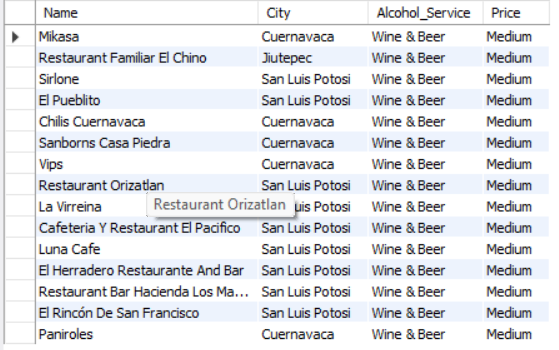 Name City Alcohol_Service Price
Mikasa Cuernavaca Wine & Beer Medium
Restaurant Familiar El Chino Jiutepec Wine & Beer Medium
Sirlone San Luis Potosi Wine & Beer Medium
El Pueblito San Luis Potosi Wine & Beer Medium
Chilis Cuernavaca Cuernavaca Wine & Beer Medium
Sanborns Casa Piedra Cuernavaca Wine & Beer Medium
Vips Cuernavaca Wine & Beer Medium
Restaurant Orizatlan San Luis Potosi Wine & Beer Medium
La Virreina Restaurant Orizatlan uis Potosi Wine & Beer Medium
Cafeteria Y Restaurant El Pacifico San Luis Potosi Wine & Beer Medium
Luna Cafe San Luis Potosi Wine & Beer Medium
El Herradero Restaurante And Bar San Luis Potosi Wine & Beer Medium
Restaurant Bar Hacienda Los Ma... San Luis Potosi Wine & Beer Medium
El Rincón De San Francisco San Luis Potosi Wine & Beer Medium
Paniroles Cuernavaca Wine & Beer Medium